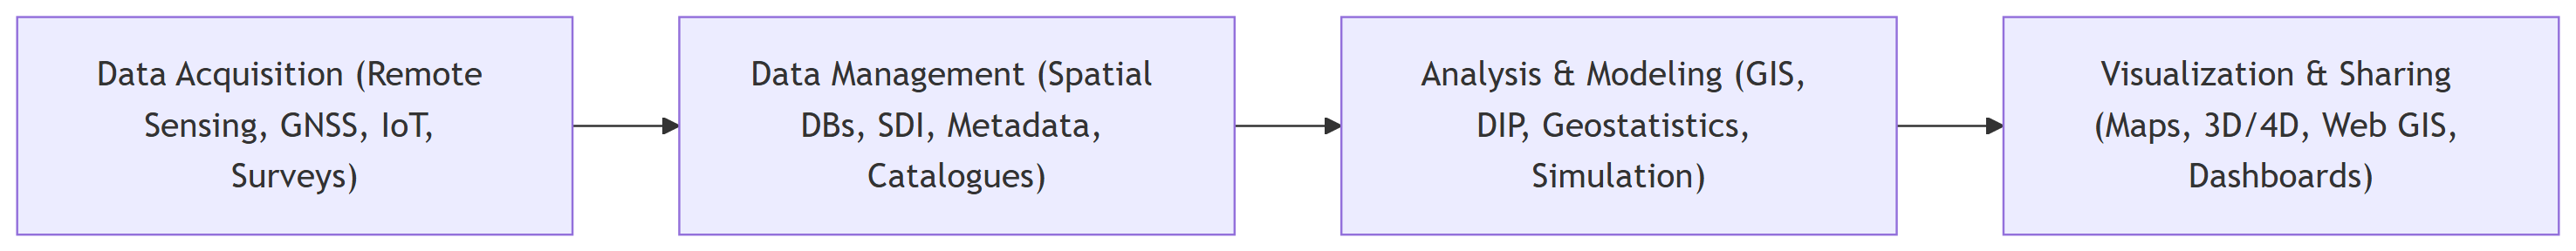 Data Acquisition (Remote
Sensing, GNSS, IoT,
Surveys)
Data Management (Spatial
DBs, SDI, Metadata,
Catalogues)
Analysis & Modeling (GIS,
DIP, Geostatistics,
Simulation)
Visualization & Sharing
(Maps, 3D/4D, Web GIS,
Dashboards)